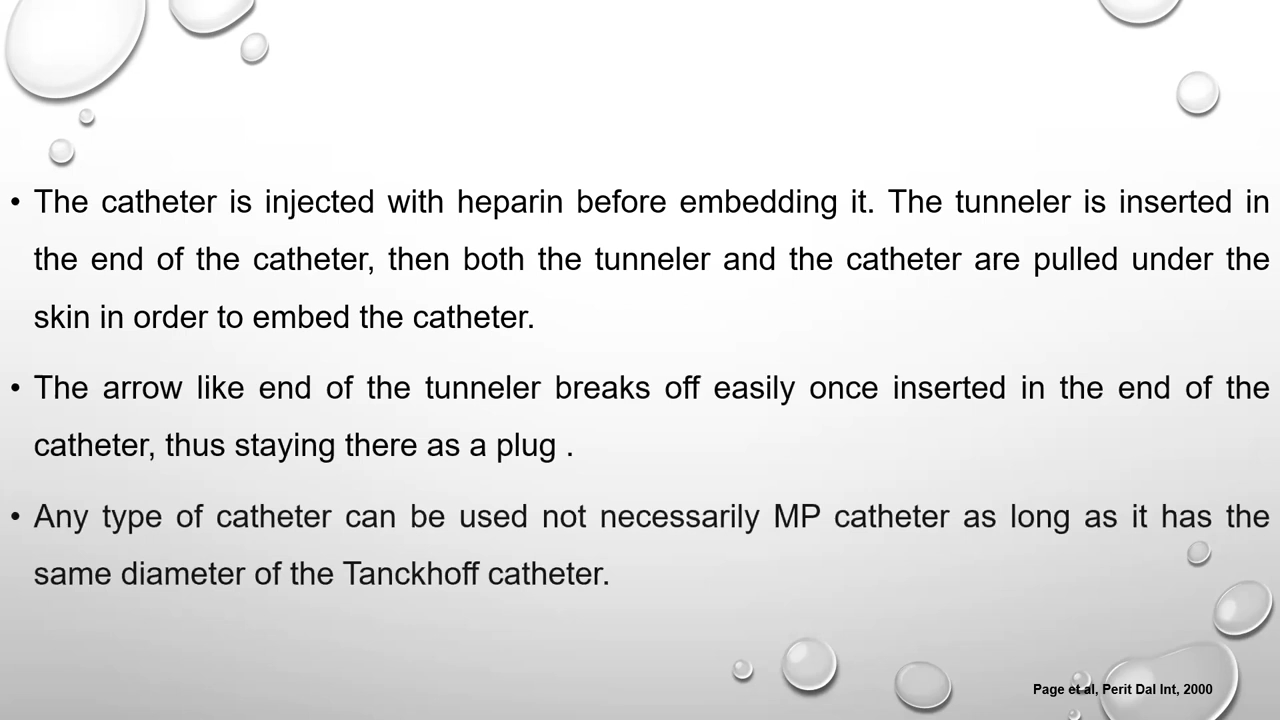 • The catheter is injected with heparin before embedding it. The tunneler is inserted in
the end of the catheter, then both the tunneler and the catheter are pulled under the
skin in order to embed the catheter.
• The arrow like end of the tunneler breaks off easily once inserted in the end of the
catheter, thus staying there as a plug .
• Any type of catheter can be used not necessarily MP catheter as long as it has the
same diameter of the Tanckhoff catheter.
Page et al, Perit Dal Int, 2000